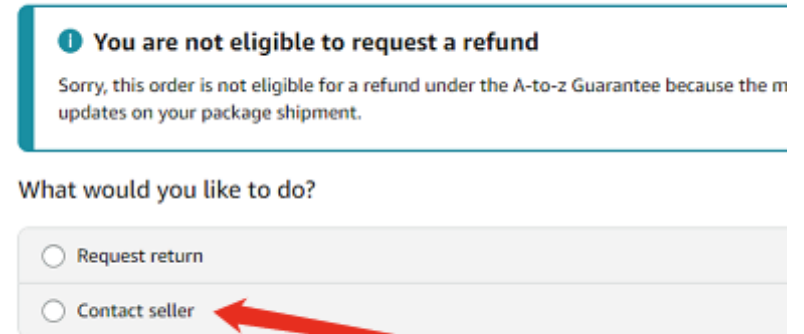 You are not eligible to request a refund
Sorry, this order is not eligible for a refund under the A-to-z Guarantee because the
updates on your package shipment.
What would you like to do?
Request return
Contact seller